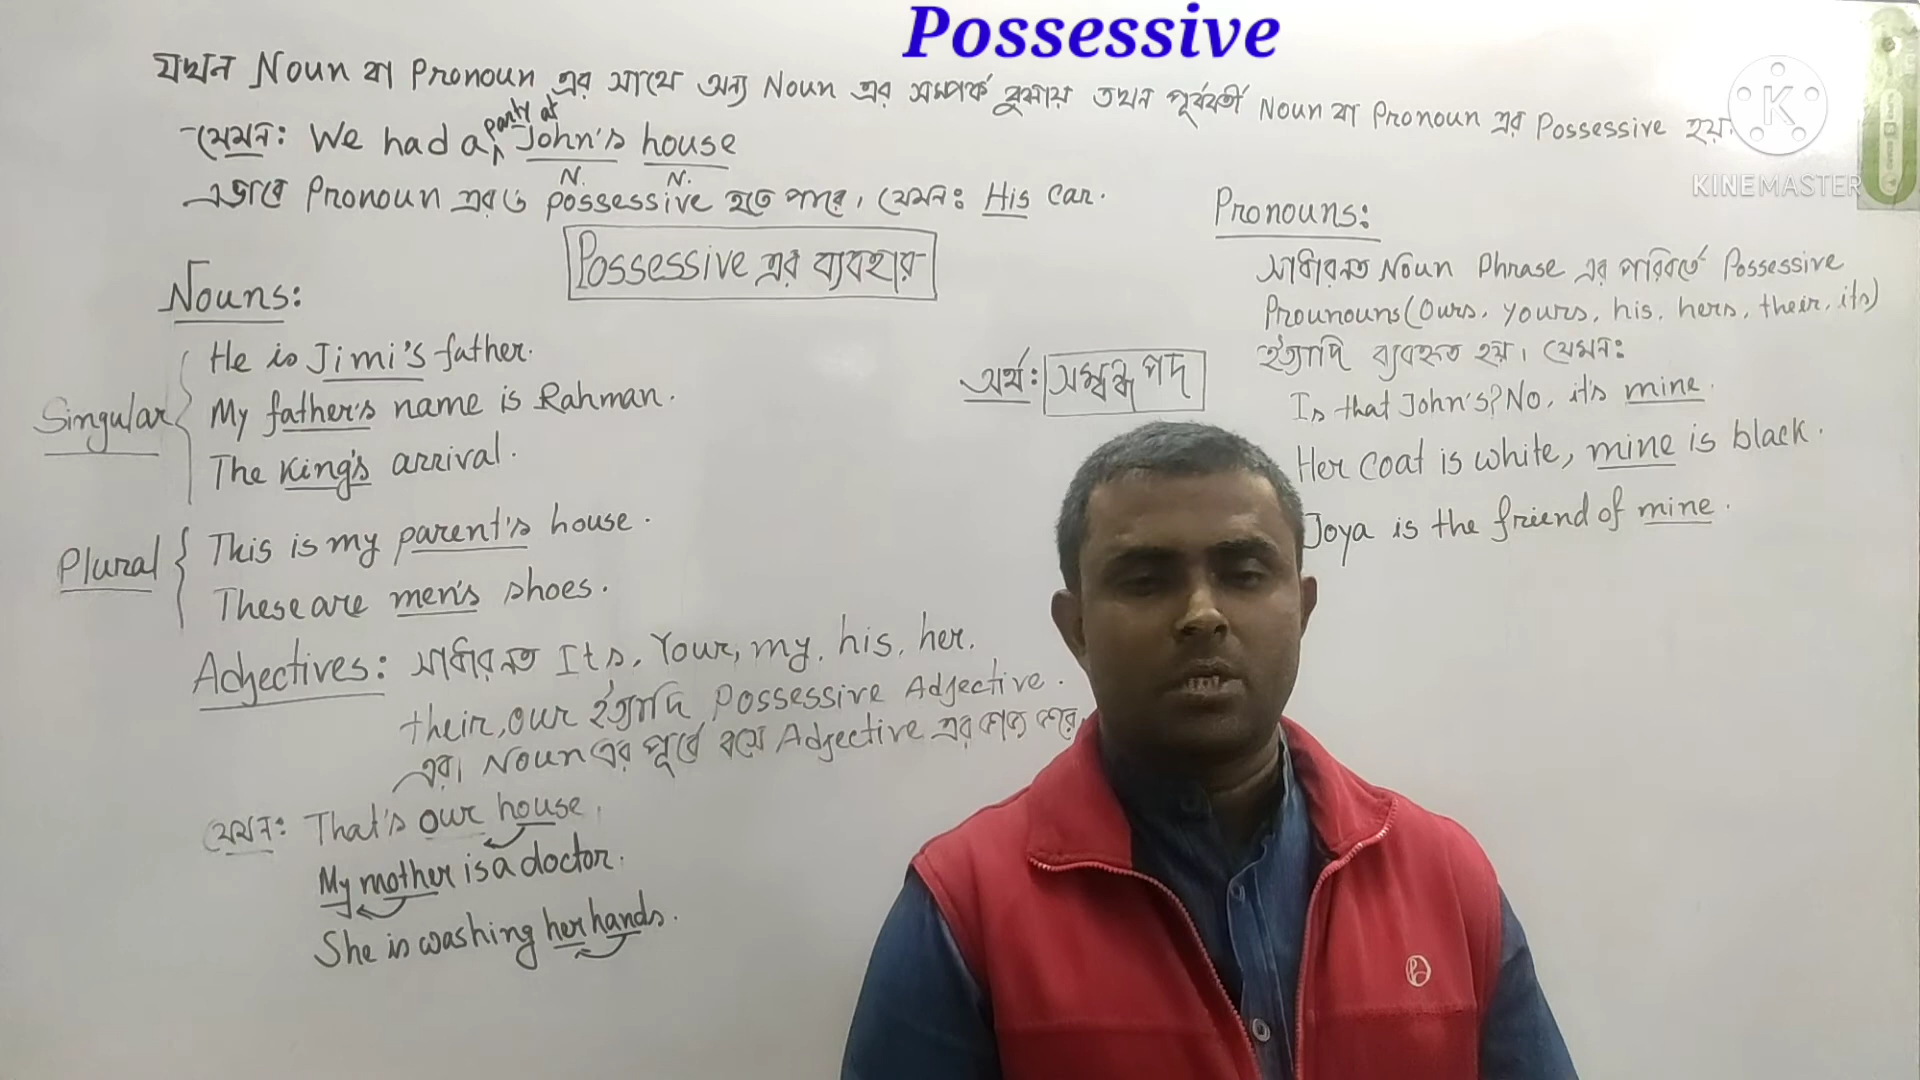 Possessive
যখন Noun বা Pronoun এর সাথে অন্য Noun এর সম্পর্ক বুঝায় তখন পূর্ববর্তী Noun বা Pronoun এর Possessive হয়।
যেমনঃ We had a party at John's house
N. N.
এভাবে Pronoun এরও possessive হতে পারে। যেমনঃ His car.
KINEMASTER
Possessive এর ব্যবহার
Nouns:
Singular
He is Jimi's father.
My father's name is Rahman.
The King's arrival.
Plural
This is my parent's house.
These are men's shoes.
Adjectives: সাধারনত Its, Your, my, his, her,
their, our ইত্যাদি Possessive Adjective.
এরা Noun এর পূর্বে বসে Adjective এর কাজ করে।
যেমনঃ That's our house.
My mother is a doctor.
She is washing her hands.
অর্থঃ সম্বন্ধ পদ
Pronouns:
সাধারনত Noun Phrase এর পরিবর্তে Possessive
Prounouns (Ours, yours, his, hers, their, its)
ইত্যাদি ব্যবহৃত হয়। যেমনঃ
Is that John's? No, it's mine.
Her coat is white, mine is black.
Joya is the friend of mine.